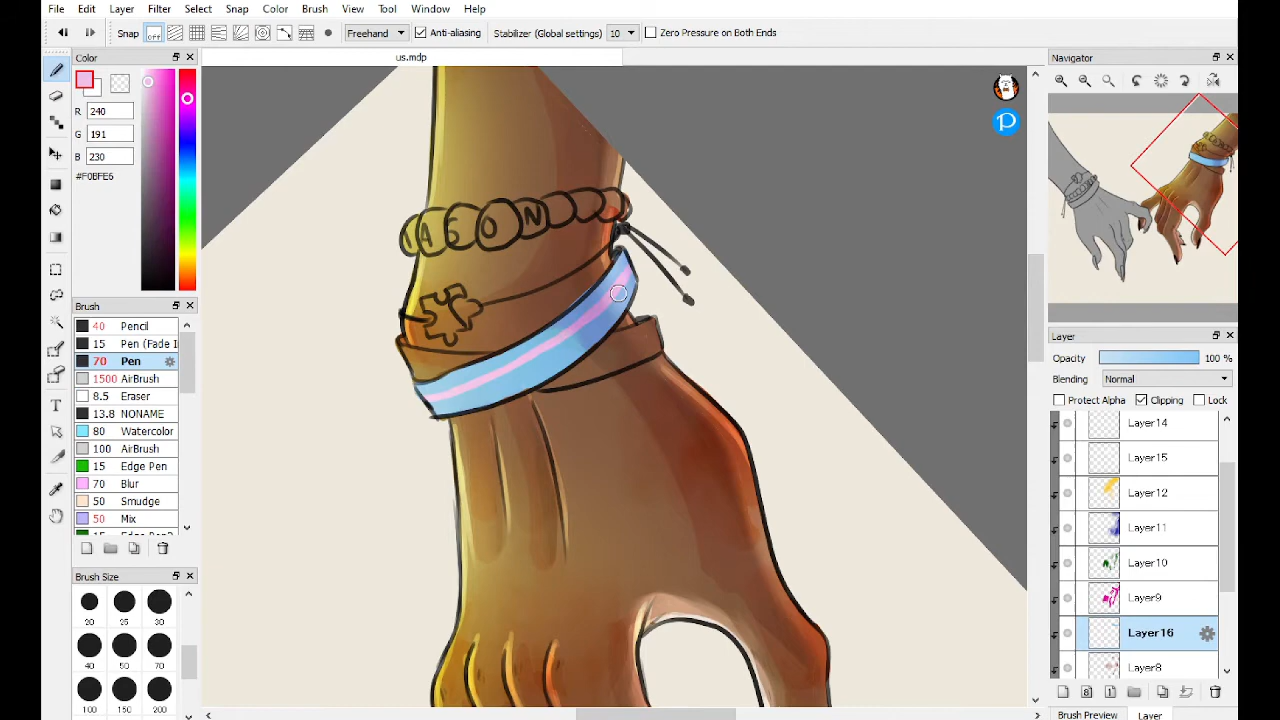 File Edit Layer Filter Select Snap Color Brush View Tool Window Help
Snap OFF Freehand Anti-aliasing Stabilizer (Global settings) 10 Zero Pressure on Both Ends
us.mdp
Color
R 240
G 191
B 230
#F0BFE6
Brush
40 Pencil
15 Pen (Fade I
70 Pen
1500 AirBrush
8.5 Eraser
13.8 NONAME
80 Watercolor
100 AirBrush
15 Edge Pen
70 Blur
50 Smudge
50 Mix
Brush Size
20 25 30
40 50 70
100 150 200
JASON
Navigator
Layer
Opacity 100 %
Blending Normal
Protect Alpha Clipping Lock
Layer14
Layer15
Layer12
Layer11
Layer10
Layer9
Layer16
Layer8
Brush Preview Layer